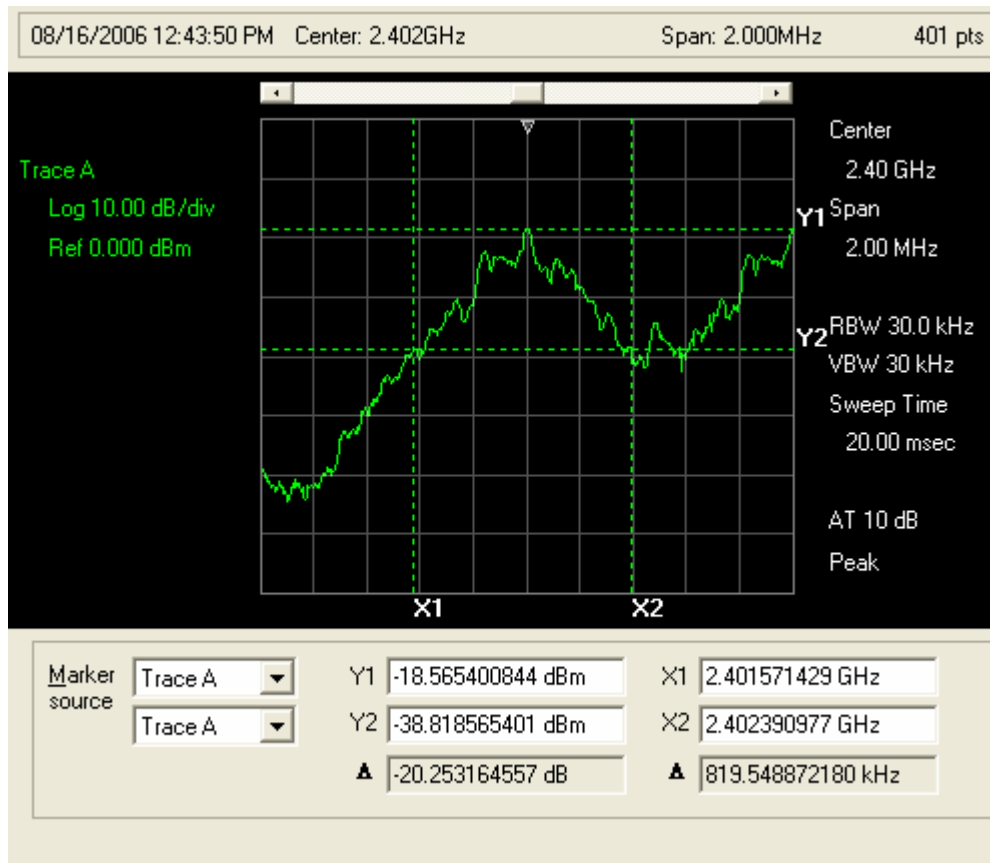 08/16/2006 12:43:50 PM Center: 2.402GHz Span: 2.000MHz 401 pts
Trace A
Log 10.00 dB/div
Ref 0.000 dBm
Y1
Y2
X1 X2
Center
2.40 GHz
Span
2.00 MHz
RBW 30.0 kHz
VBW 30 kHz
Sweep Time
20.00 msec
AT 10 dB
Peak
Marker source
Trace A
Trace A
Y1 -18.565400844 dBm
Y2 -38.818565401 dBm
Δ -20.253164557 dB
X1 2.401571429 GHz
X2 2.402390977 GHz
Δ 819.548872180 kHz